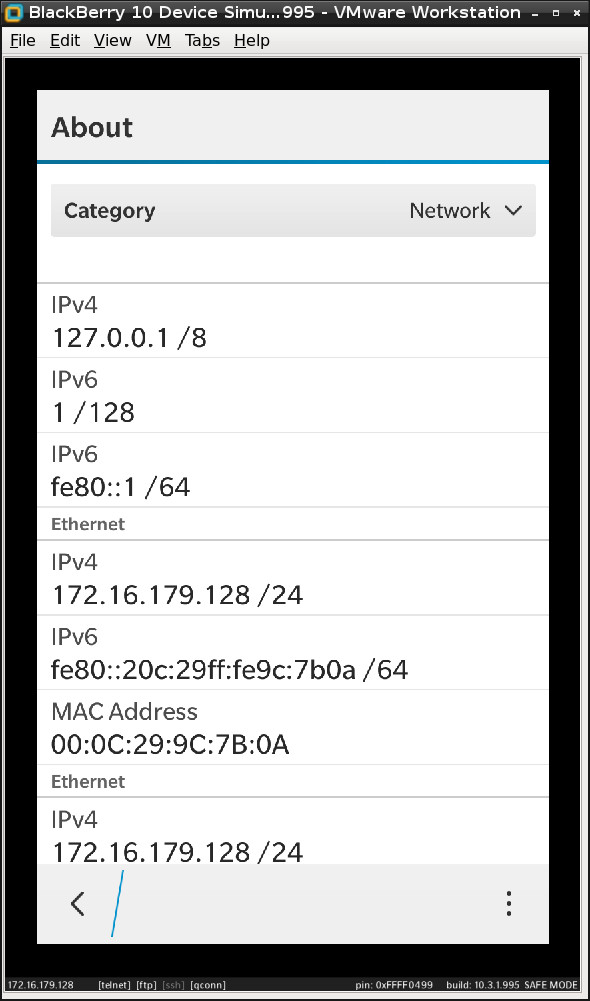 BlackBerry 10 Device Simu...995 - VMware Workstation
File Edit View VM Tabs Help
About
Category Network
IPv4
127.0.0.1 /8
IPv6
1 /128
IPv6
fe80::1 /64
Ethernet
IPv4
172.16.179.128 /24
IPv6
fe80::20c:29ff:fe9c:7b0a /64
MAC Address
00:0C:29:9C:7B:0A
Ethernet
IPv4
172.16.179.128 /24
172.16.179.128 [telnet] [ftp] [ssh] [qconn] pin: 0xFFFF0499 build: 10.3.1.995 SAFE MODE